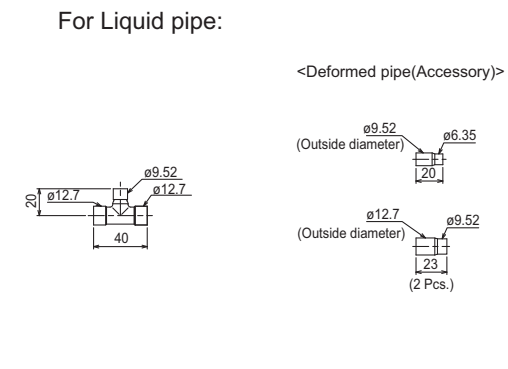 For Liquid pipe:
<Deformed pipe(Accessory)>
ø9.52
(Outside diameter)
ø6.35
20
ø9.52
ø12.7
ø12.7
20
40
ø12.7
(Outside diameter)
ø9.52
23
(2 Pcs.)